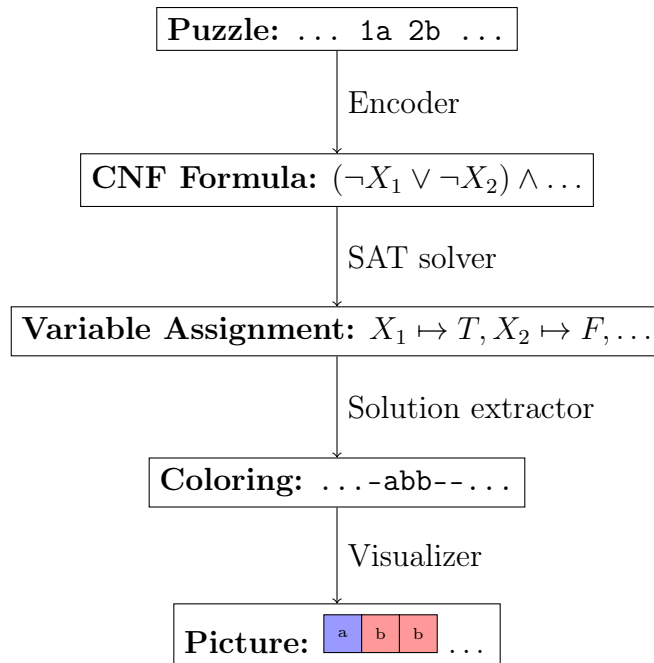 Puzzle: ... 1a 2b ...
Encoder
CNF Formula: (¬X₁ ∨ ¬X₂) ∧ ...
SAT solver
Variable Assignment: X₁ ↦ T, X₂ ↦ F, ...
Solution extractor
Coloring: ...-abb--...
Visualizer
Picture: a b b ...